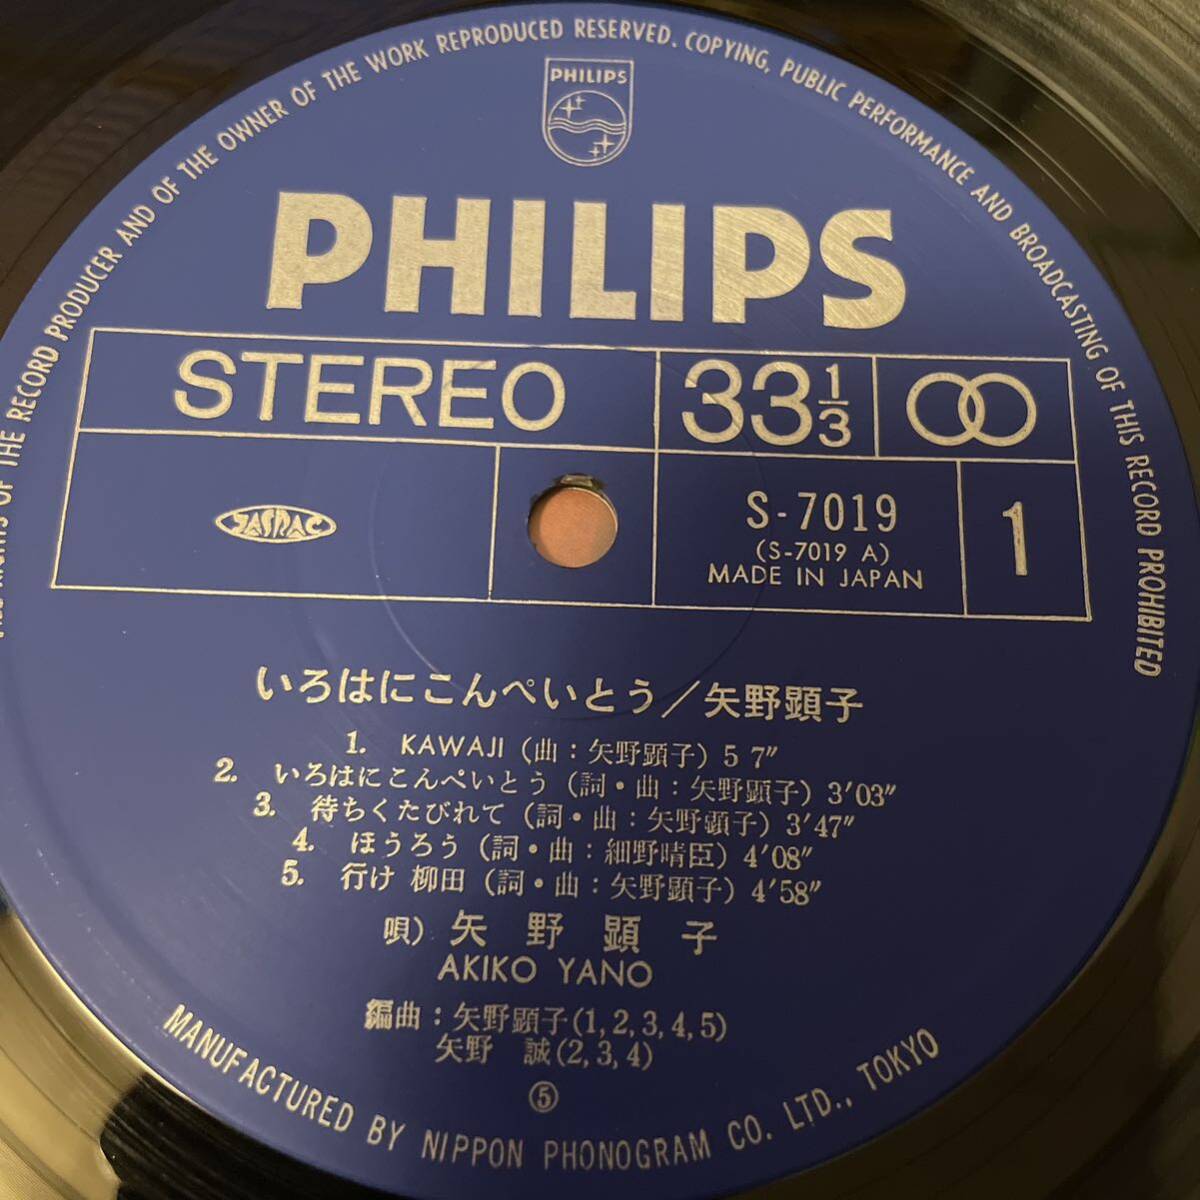 ALL RIGHTS OF THE RECORD PRODUCER AND OF THE OWNER OF THE WORK REPRODUCED RESERVED. COPYING, PUBLIC PERFORMANCE AND BROADCASTING OF THIS RECORD PROHIBITED
PHILIPS
PHILIPS
STEREO 33 1/3
JASRAC S-7019 1
(S-7019 A)
MADE IN JAPAN
いろはにこんぺいとう／矢野顕子
1. KAWAJI (曲：矢野顕子) 5 7″
2. いろはにこんぺいとう (詞・曲：矢野顕子) 3′03″
3. 待ちくたびれて (詞・曲：矢野顕子) 3′47″
4. ほうろう (詞・曲：細野晴臣) 4′08″
5. 行け 柳田 (詞・曲：矢野顕子) 4′58″
唄) 矢野顕子
AKIKO YANO
編曲：矢野顕子(1,2,3,4,5)
矢野 誠(2,3,4)
⑤
MANUFACTURED BY NIPPON PHONOGRAM CO. LTD., TOKYO